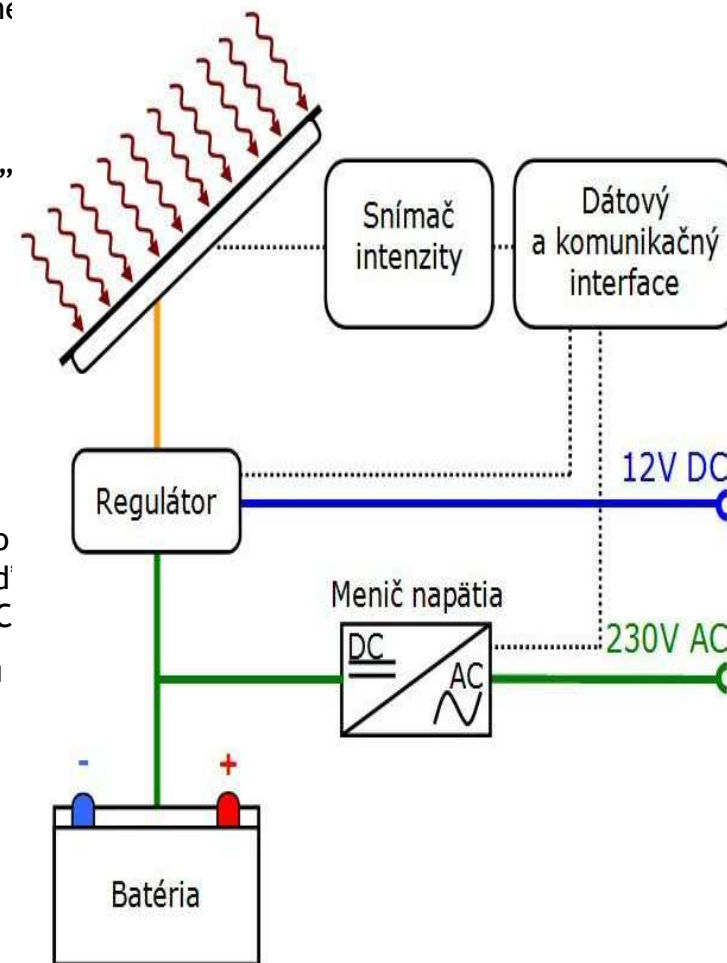 Snímač
intenzity
Dátový
a komunikačný
interface
12V DC
Regulátor
Menič napätia
DC
AC
230V AC
-
+
Batéria